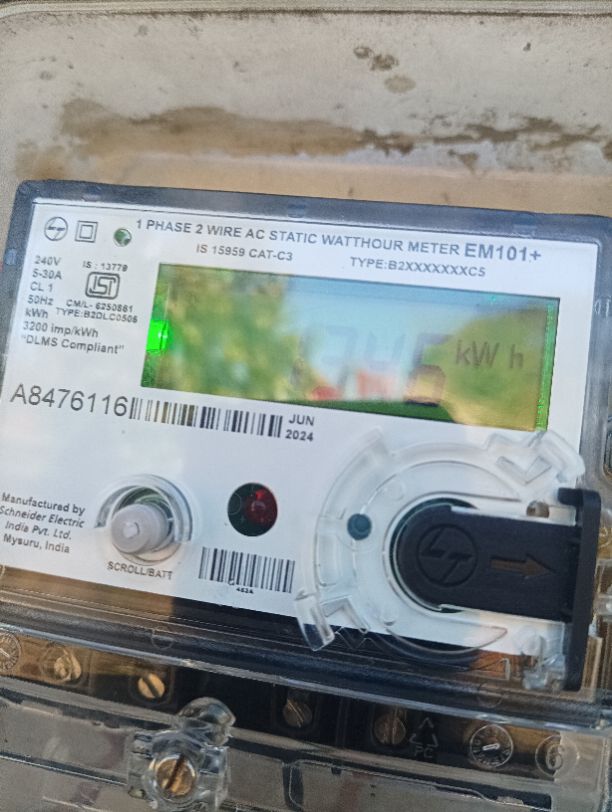 1 PHASE 2 WIRE AC STATIC WATTHOUR METER EM101+
IS 15959 CAT-C3 TYPE:B2XXXXXXXC5
240V
5-30A
CL 1
50Hz
kWh
3200 imp/kWh
"DLMS Compliant"
IS : 13779
ISI
CM/L- 6250861
TYPE:B2DLC0506
kWh
A8476116
JUN
2024
Manufactured by
Schneider Electric
India Pvt. Ltd.
Mysuru, India
SCROLL/BATT
PC